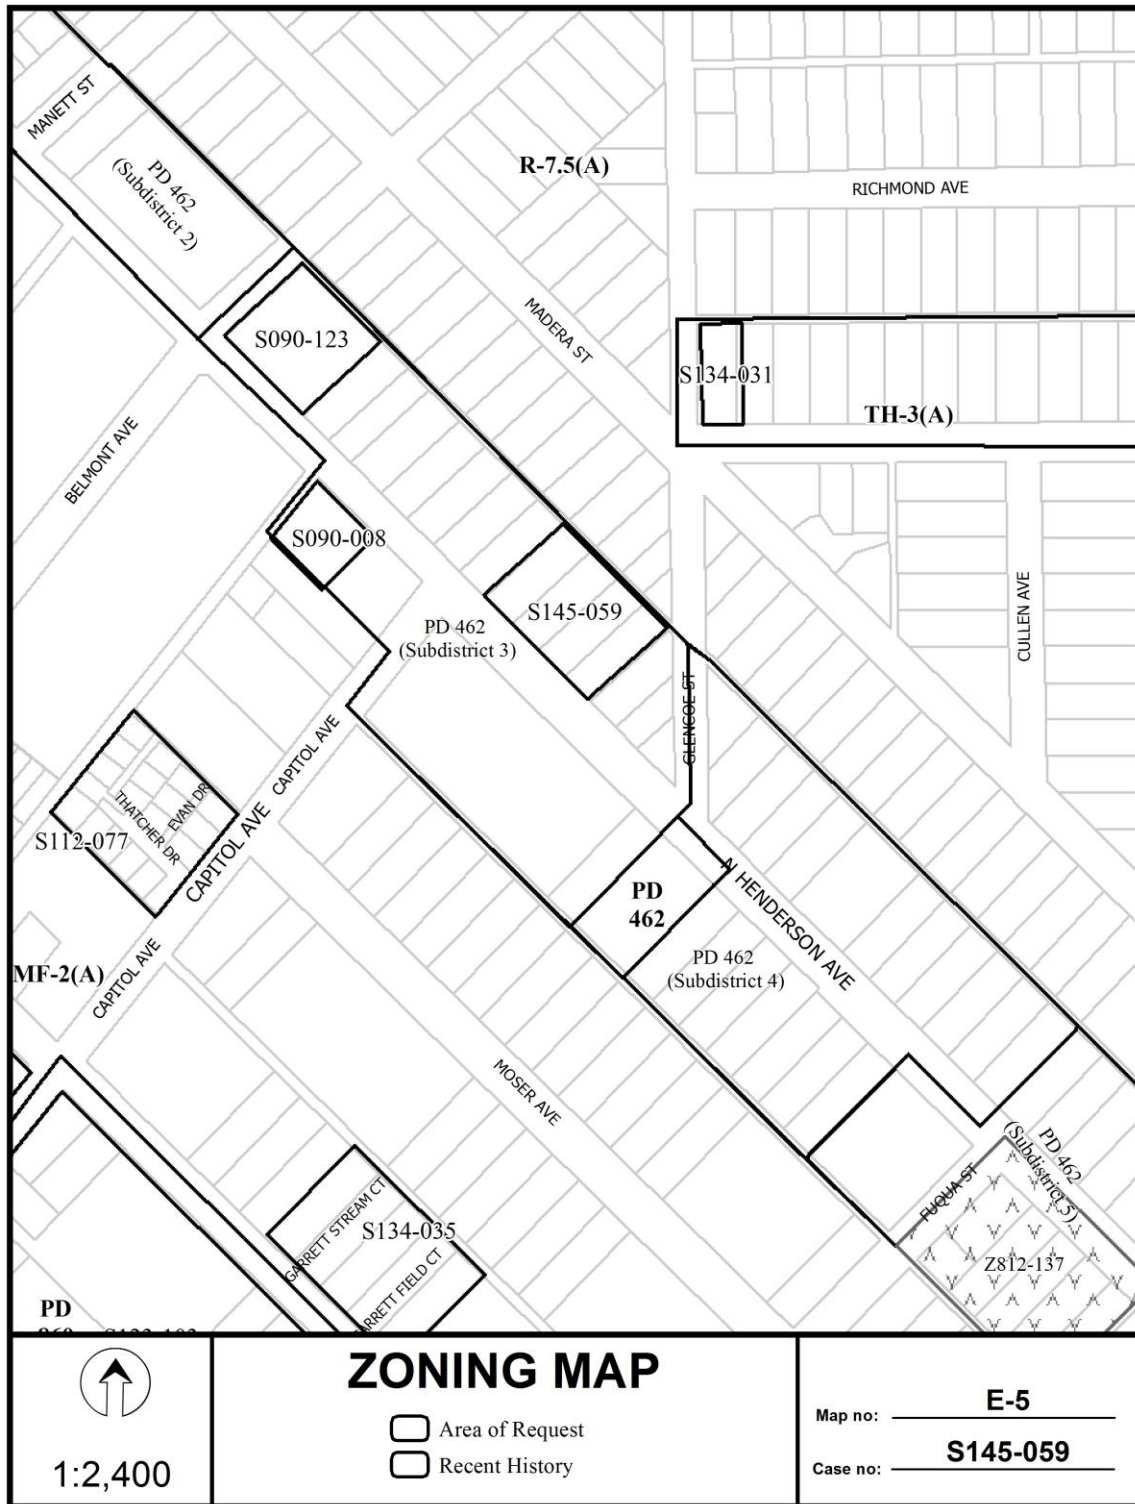 MANETT ST
PD 462
(Subdistrict 2)
R-7.5(A)
RICHMOND AVE
S090-123
MADERA ST
S134-031
TH-3(A)
BELMONT AVE
S090-008
S145-059
PD 462
(Subdistrict 3)
CULLEN AVE
GLENCOE ST
CAPITOL AVE
THATCHER DR
EVAN DR
S112-077
CAPITOL AVE
PD
462
N HENDERSON AVE
PD 462
(Subdistrict 4)
MF-2(A)
CAPITOL AVE
MOSER AVE
PD 462
(Subdistrict 5)
FUQUA ST
Z812-137
GARRETT STREAM CT
S134-035
GARRETT FIELD CT
PD
1:2,400
ZONING MAP
Area of Request
Recent History
Map no: E-5
Case no: S145-059